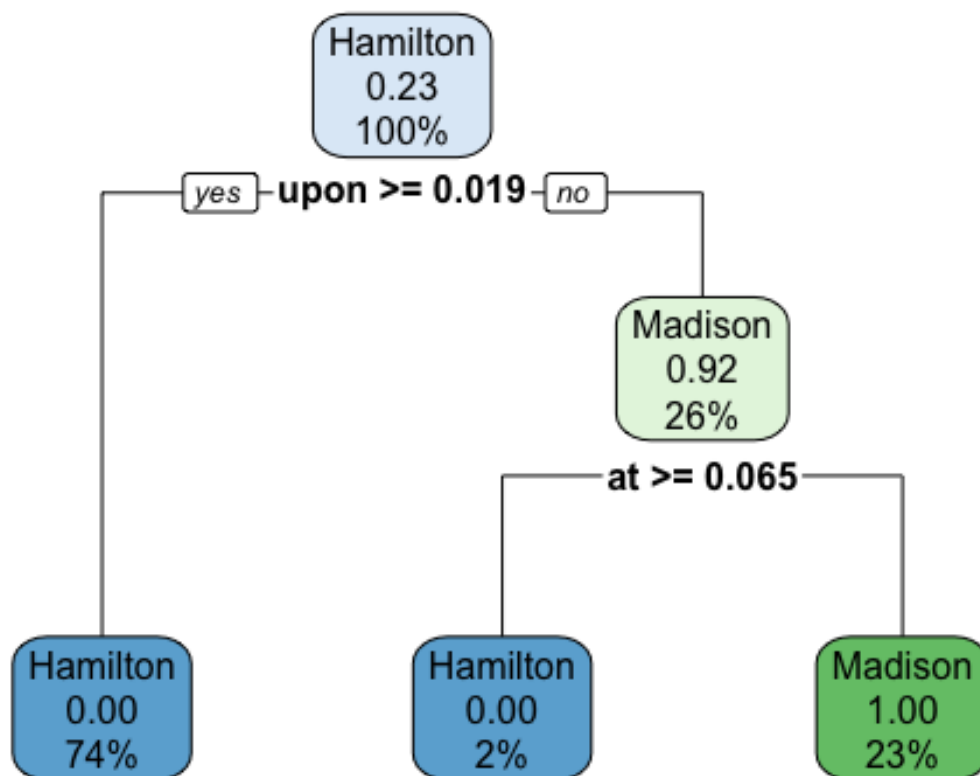 Hamilton
0.23
100%
yes upon >= 0.019 no
Madison
0.92
26%
at >= 0.065
Hamilton
0.00
74%
Hamilton
0.00
2%
Madison
1.00
23%